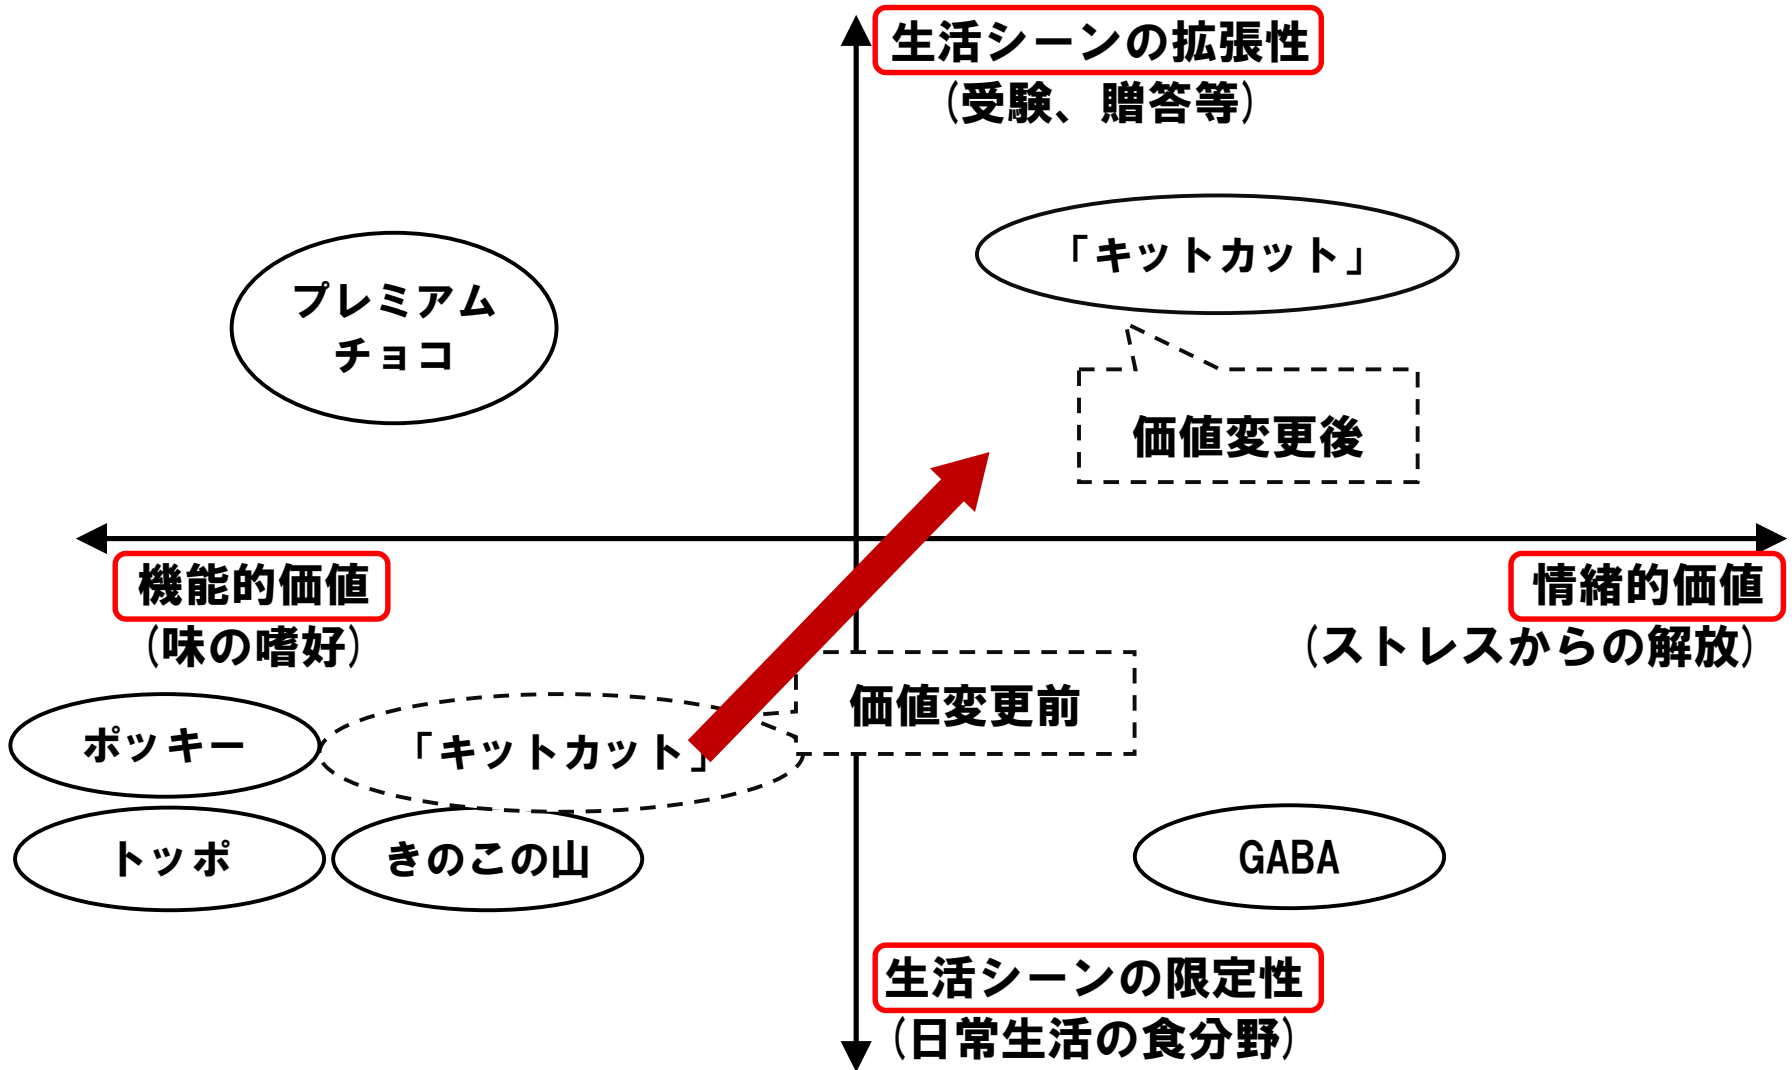 生活シーンの拡張性
(受験、贈答等)
「キットカット」
プレミアム
チョコ
価値変更後
機能的価値
(味の嗜好)
情緒的価値
(ストレスからの解放)
価値変更前
ポッキー
「キットカット」
トッポ
きのこの山
GABA
生活シーンの限定性
(日常生活の食分野)